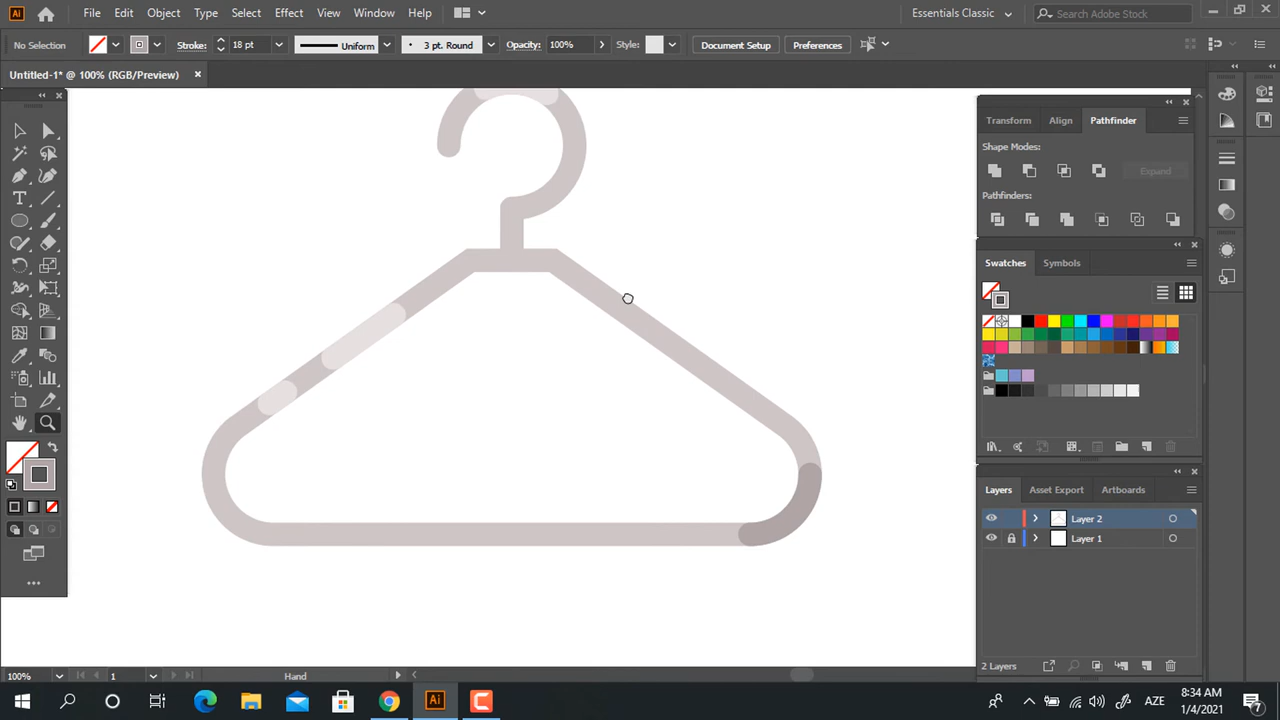 Ai File Edit Object Type Select Effect View Window Help Essentials Classic Search Adobe Stock
No Selection Stroke: 18 pt Uniform 3 pt. Round Opacity: 100% Style: Document Setup Preferences
Untitled-1* @ 100% (RGB/Preview)
Transform Align Pathfinder
Shape Modes:
Expand
Pathfinders:
Swatches Symbols
Layers Asset Export Artboards
Layer 2
Layer 1
2 Layers
100% 1 Hand
Ai AZE 8:34 AM
1/4/2021 7